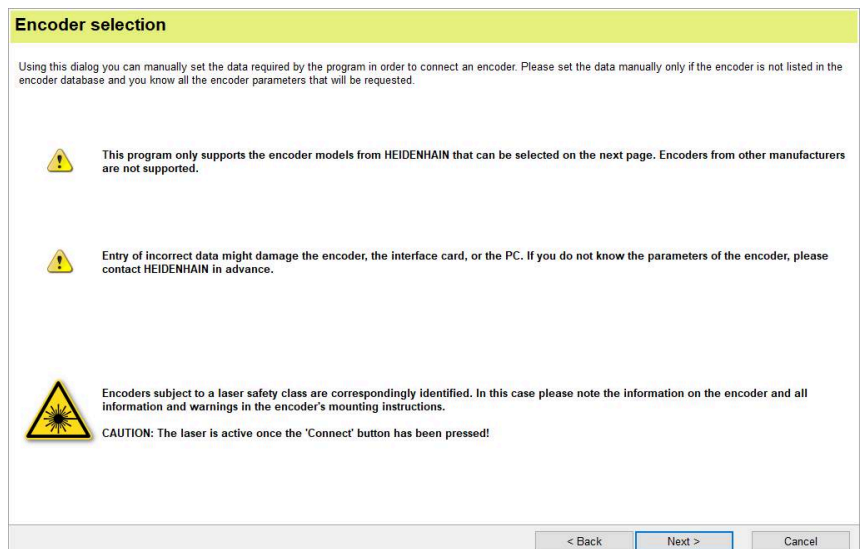 Encoder selection
Using this dialog you can manually set the data required by the program in order to connect an encoder. Please set the data manually only if the encoder is not listed in the
encoder database and you know all the encoder parameters that will be requested.
This program only supports the encoder models from HEIDENHAIN that can be selected on the next page. Encoders from other manufacturers
are not supported.
Entry of incorrect data might damage the encoder, the interface card, or the PC. If you do not know the parameters of the encoder, please
contact HEIDENHAIN in advance.
Encoders subject to a laser safety class are correspondingly identified. In this case please note the information on the encoder and all
information and warnings in the encoder's mounting instructions.
CAUTION: The laser is active once the 'Connect' button has been pressed!
< Back Next > Cancel